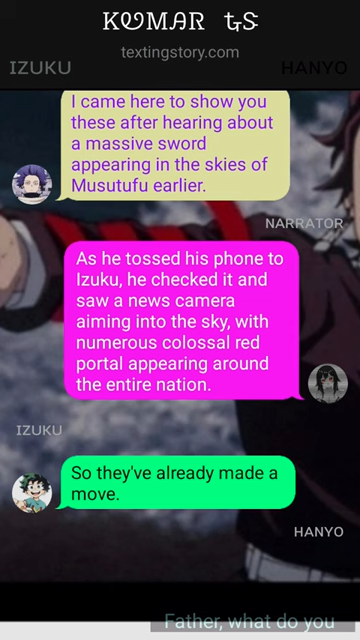 KUMAR tS
textingstory.com
IZUKU
HANYO
I came here to show you
these after hearing about
a massive sword
appearing in the skies of
Musutufu earlier.
NARRATOR
As he tossed his phone to
Izuku, he checked it and
saw a news camera
aiming into the sky, with
numerous colossal red
portal appearing around
the entire nation.
IZUKU
So they've already made a
move.
HANYO
Father, what do you